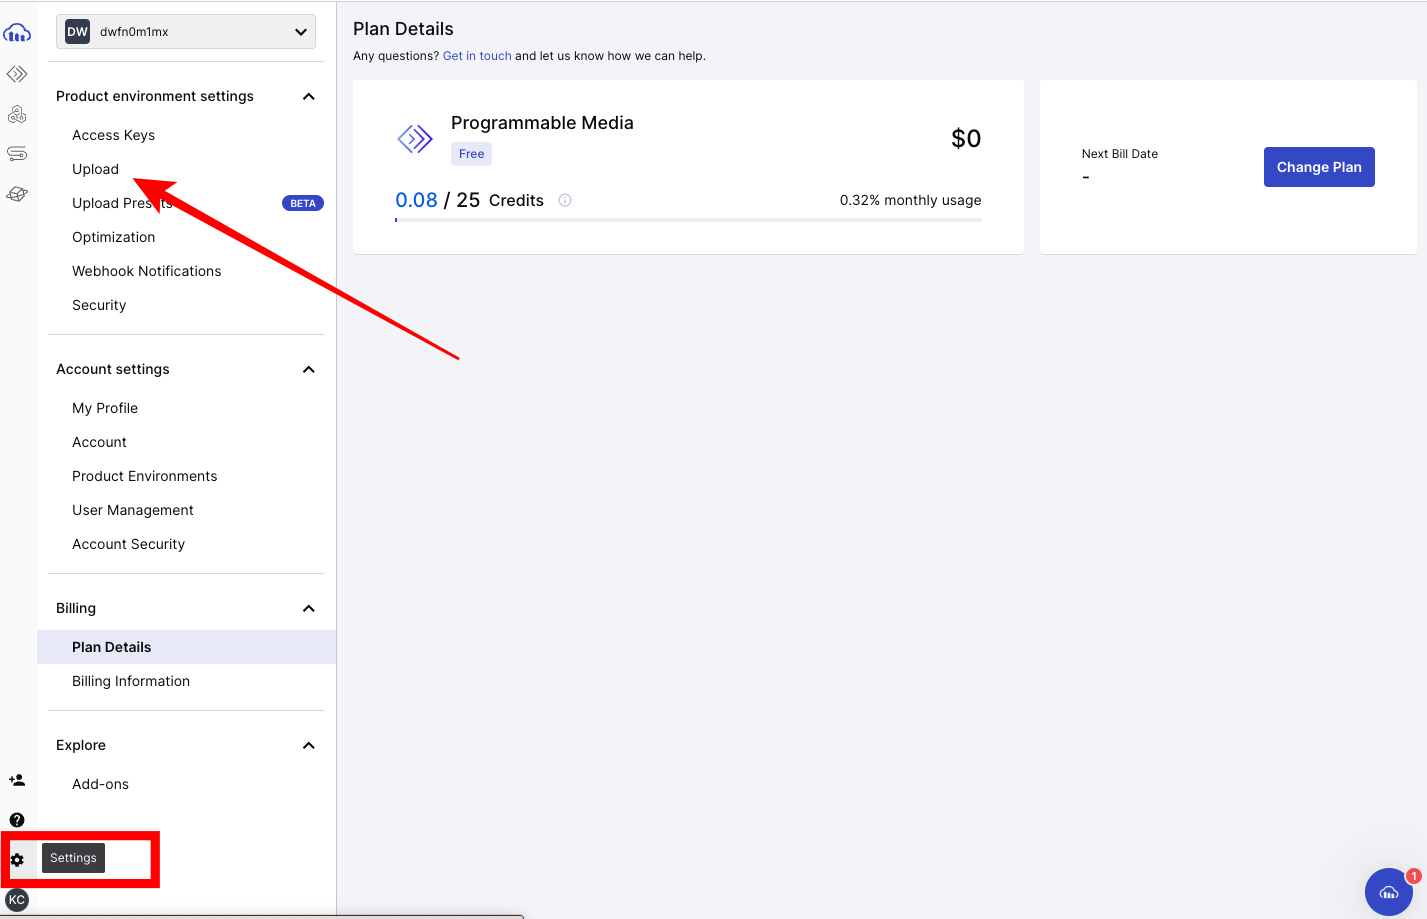 DW dwfn0m1mx
Product environment settings
Access Keys
Upload
Upload Presets
BETA
Optimization
Webhook Notifications
Security
Account settings
My Profile
Account
Product Environments
User Management
Account Security
Billing
Plan Details
Billing Information
Explore
Add-ons
Settings
KC
Plan Details
Any questions? Get in touch and let us know how we can help.
Programmable Media
Free
$0
0.08 / 25 Credits
0.32% monthly usage
Next Bill Date
-
Change Plan
1